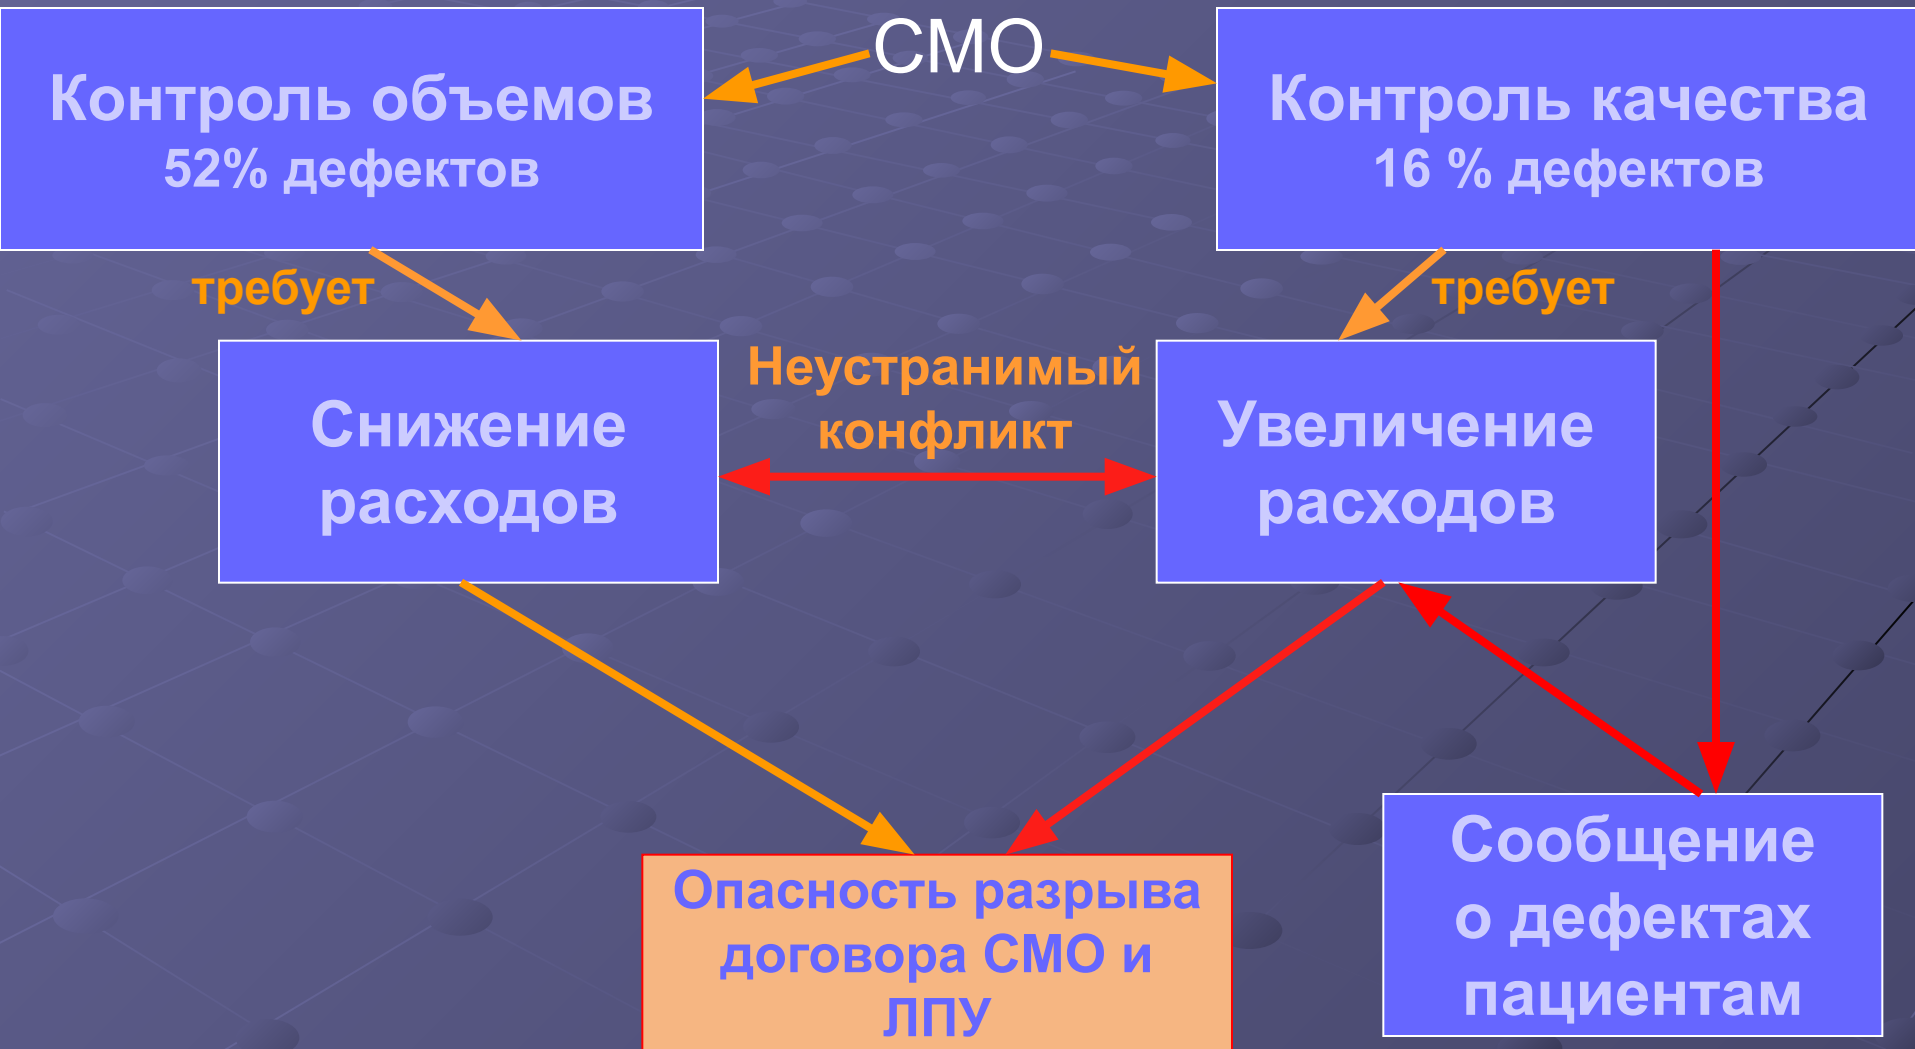 СМО
Контроль объемов
52% дефектов
Контроль качества
16 % дефектов
требует
требует
Снижение
расходов
Неустранимый
конфликт
Увеличение
расходов
Опасность разрыва
договора СМО и
ЛПУ
Сообщение
о дефектах
пациентам